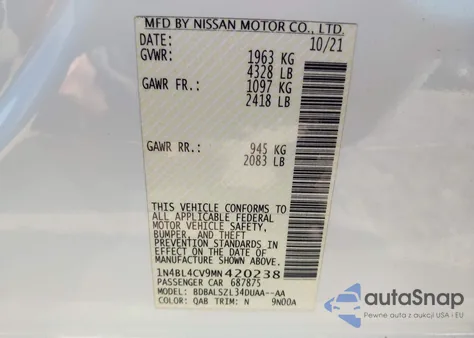 MFD BY NISSAN MOTOR CO., LTD.
DATE: 10/21
GVWR: 1963 KG
4328 LB
GAWR FR.: 1097 KG
2418 LB
GAWR RR.: 945 KG
2083 LB
THIS VEHICLE CONFORMS TO
ALL APPLICABLE FEDERAL
MOTOR VEHICLE SAFETY,
BUMPER, AND THEFT
PREVENTION STANDARDS IN
EFFECT ON THE DATE OF
MANUFACTURE SHOWN ABOVE.
1N4BL4CV9MN420238
PASSENGER CAR 687875
MODEL: BDBALSZL34DUAA--AA
COLOR: QAB TRIM: N 9N00A
autoSnap
Pewne auta z aukcji USA i EU